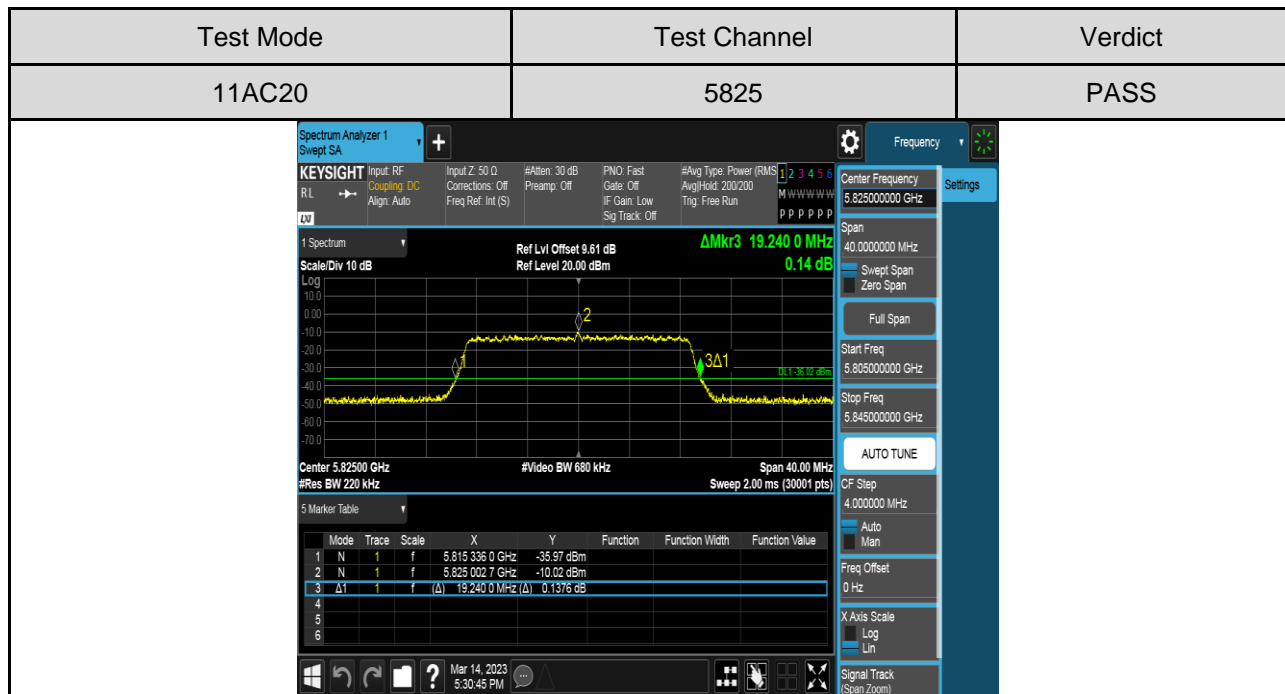 Test Mode Test Channel Verdict
11AC20 5825 PASS
Spectrum Analyzer 1
Swept SA
+
Frequency
KEYSIGHT Input: RF Input Z: 50 Ω #Atten: 30 dB PNO: Fast #Avg Type: Power (RMS 1 2 3 4 5 6
RL Coupling: DC Corrections: Off Preamp: Off Gate: Off Avg|Hold: 200/200 M W W W W W
Align: Auto Freq Ref: Int (S) IF Gain: Low Trig: Free Run
LXI Sig Track: Off P P P P P P
1 Spectrum Ref Lvl Offset 9.61 dB ΔMkr3 19.240 0 MHz
Scale/Div 10 dB Ref Level 20.00 dBm 0.14 dB
Log
10.0
0.00
-10.0
-20.0
-30.0
-40.0
-50.0
-60.0
-70.0
1
2
3Δ1
DL1 -36.02 dBm
Center 5.82500 GHz #Video BW 680 kHz Span 40.00 MHz
#Res BW 220 kHz Sweep 2.00 ms (30001 pts)
5 Marker Table
Mode Trace Scale X Y Function Function Width Function Value
1 N 1 f 5.815 336 0 GHz -35.97 dBm
2 N 1 f 5.825 002 7 GHz -10.02 dBm
3 Δ1 1 f (Δ) 19.240 0 MHz (Δ) 0.1376 dB
4
5
6
? Mar 14, 2023
5:30:45 PM
Center Frequency
5.825000000 GHz
Settings
Span
40.0000000 MHz
Swept Span
Zero Span
Full Span
Start Freq
5.805000000 GHz
Stop Freq
5.845000000 GHz
AUTO TUNE
CF Step
4.000000 MHz
Auto
Man
Freq Offset
0 Hz
X Axis Scale
Log
Lin
Signal Track
(Span Zoom)